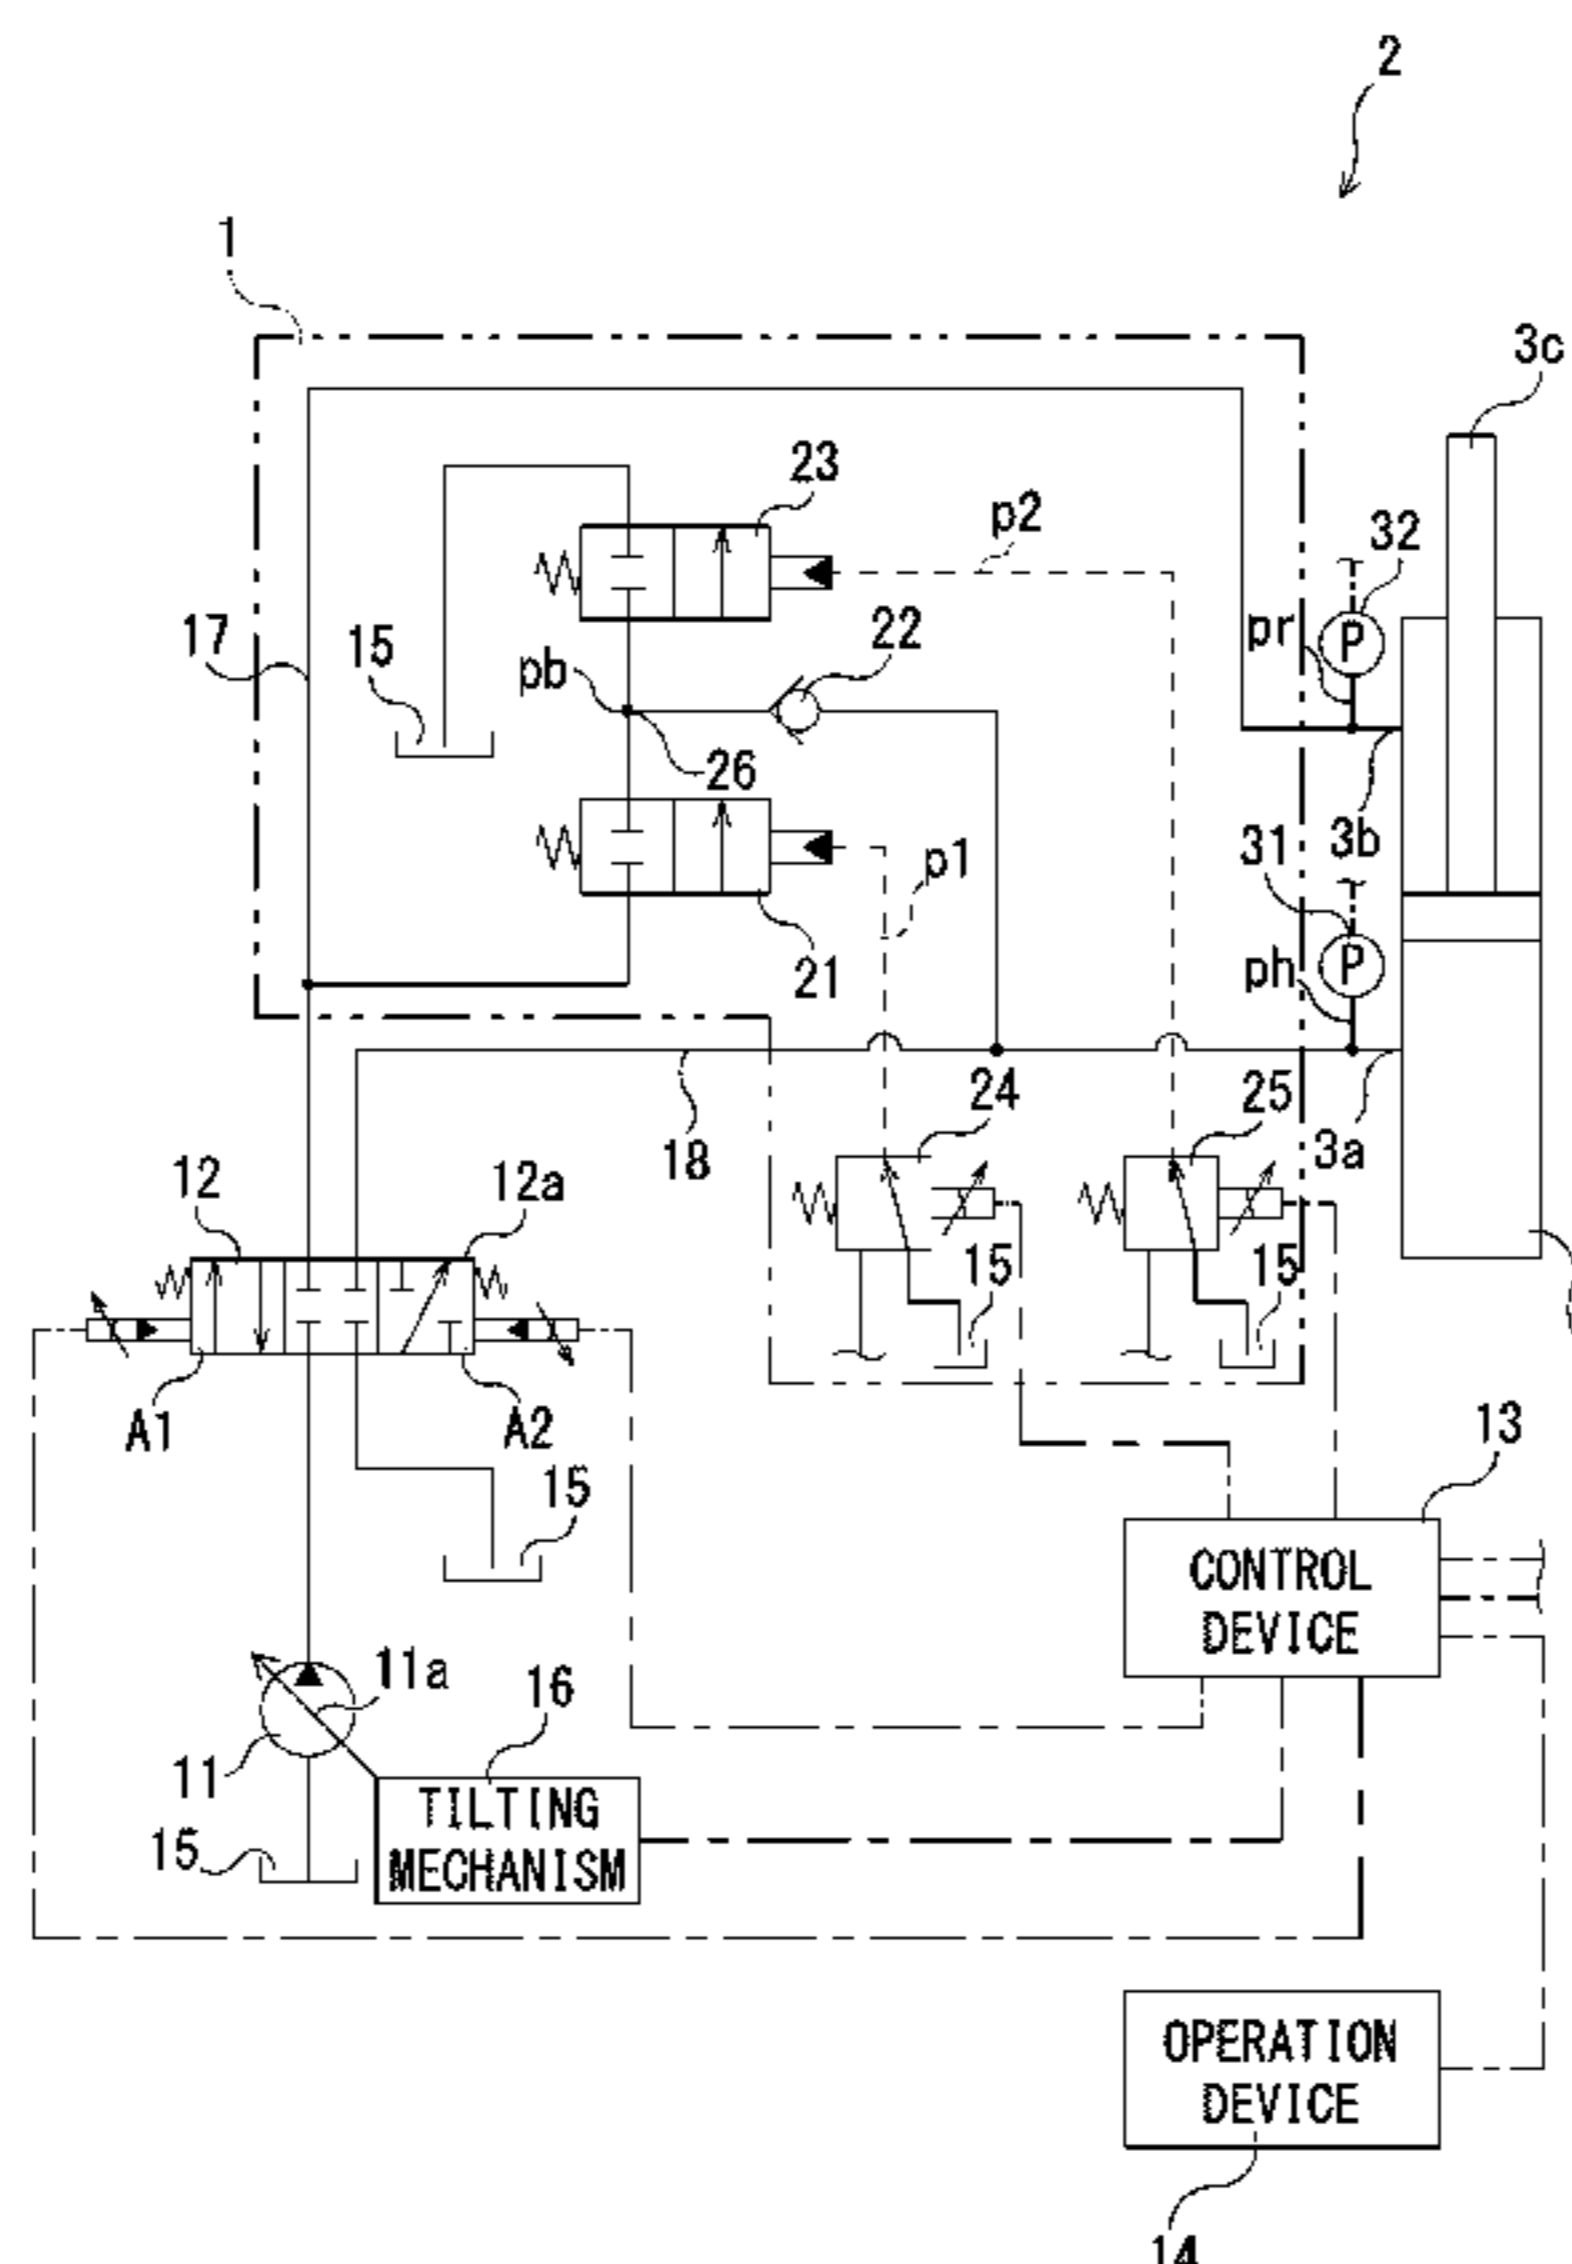 2
1
3c
23
p2
32
17
15
pb
22
pr
P
26
3b
31
p1
21
ph
P
24
25
18
3a
12
12a
15
15
A1
A2
13
15
CONTROL
DEVICE
11a
16
11
TILTING
MECHANISM
15
OPERATION
DEVICE
14